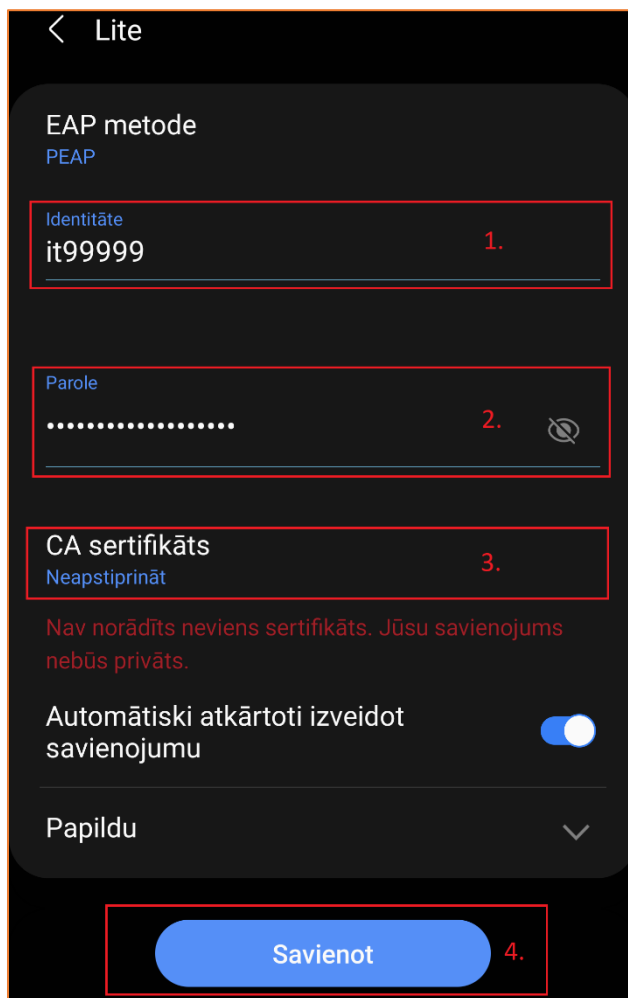 Lite
EAP metode
PEAP
Identitāte
it99999
1.
Parole
•••••••••••••••••••
2.
CA sertifikāts
Neapstiprināt
3.
Nav norādīts neviens sertifikāts. Jūsu savienojums
nebūs privāts.
Automātiski atkārtoti izveidot
savienojumu
Papildu
Savienot
4.